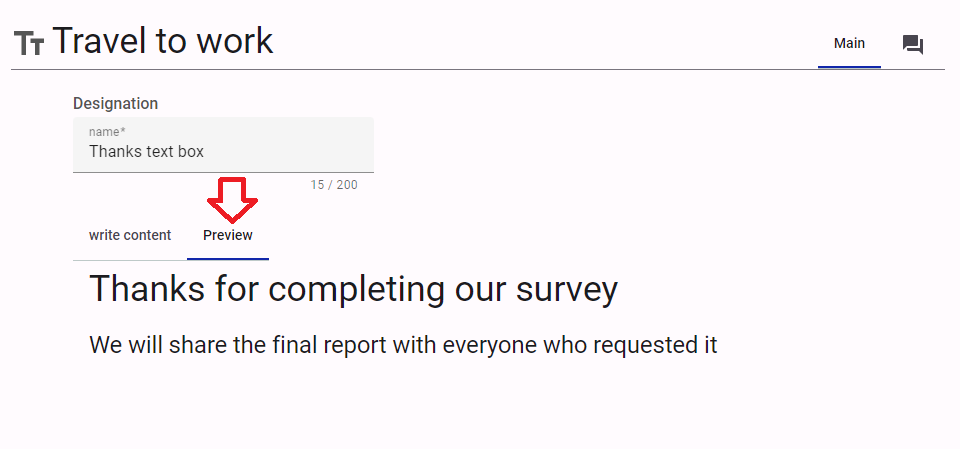 Travel to work
Main
Designation
name*
Thanks text box
15 / 200
write content
Preview
Thanks for completing our survey
We will share the final report with everyone who requested it